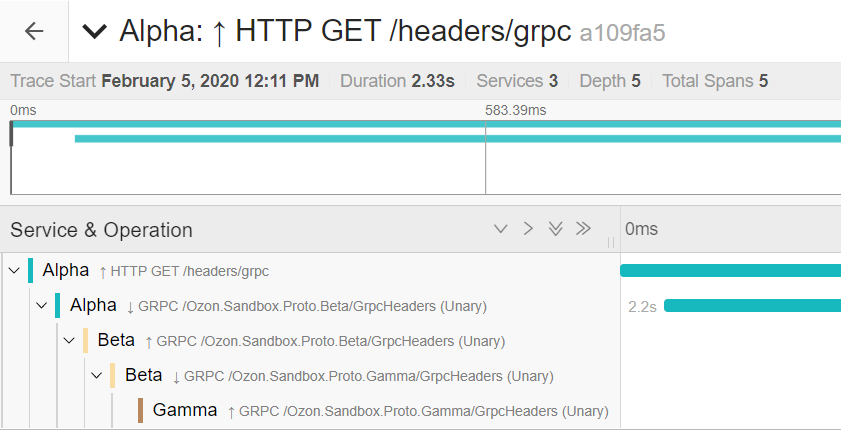 Alpha: ↑ HTTP GET /headers/grpc a109fa5
Trace Start February 5, 2020 12:11 PM Duration 2.33s Services 3 Depth 5 Total Spans 5
0ms 583.39ms
Service & Operation 0ms
Alpha ↑ HTTP GET /headers/grpc
Alpha ↓ GRPC /Ozon.Sandbox.Proto.Beta/GrpcHeaders (Unary) 2.2s
Beta ↑ GRPC /Ozon.Sandbox.Proto.Beta/GrpcHeaders (Unary)
Beta ↓ GRPC /Ozon.Sandbox.Proto.Gamma/GrpcHeaders (Unary)
Gamma ↑ GRPC /Ozon.Sandbox.Proto.Gamma/GrpcHeaders (Unary)